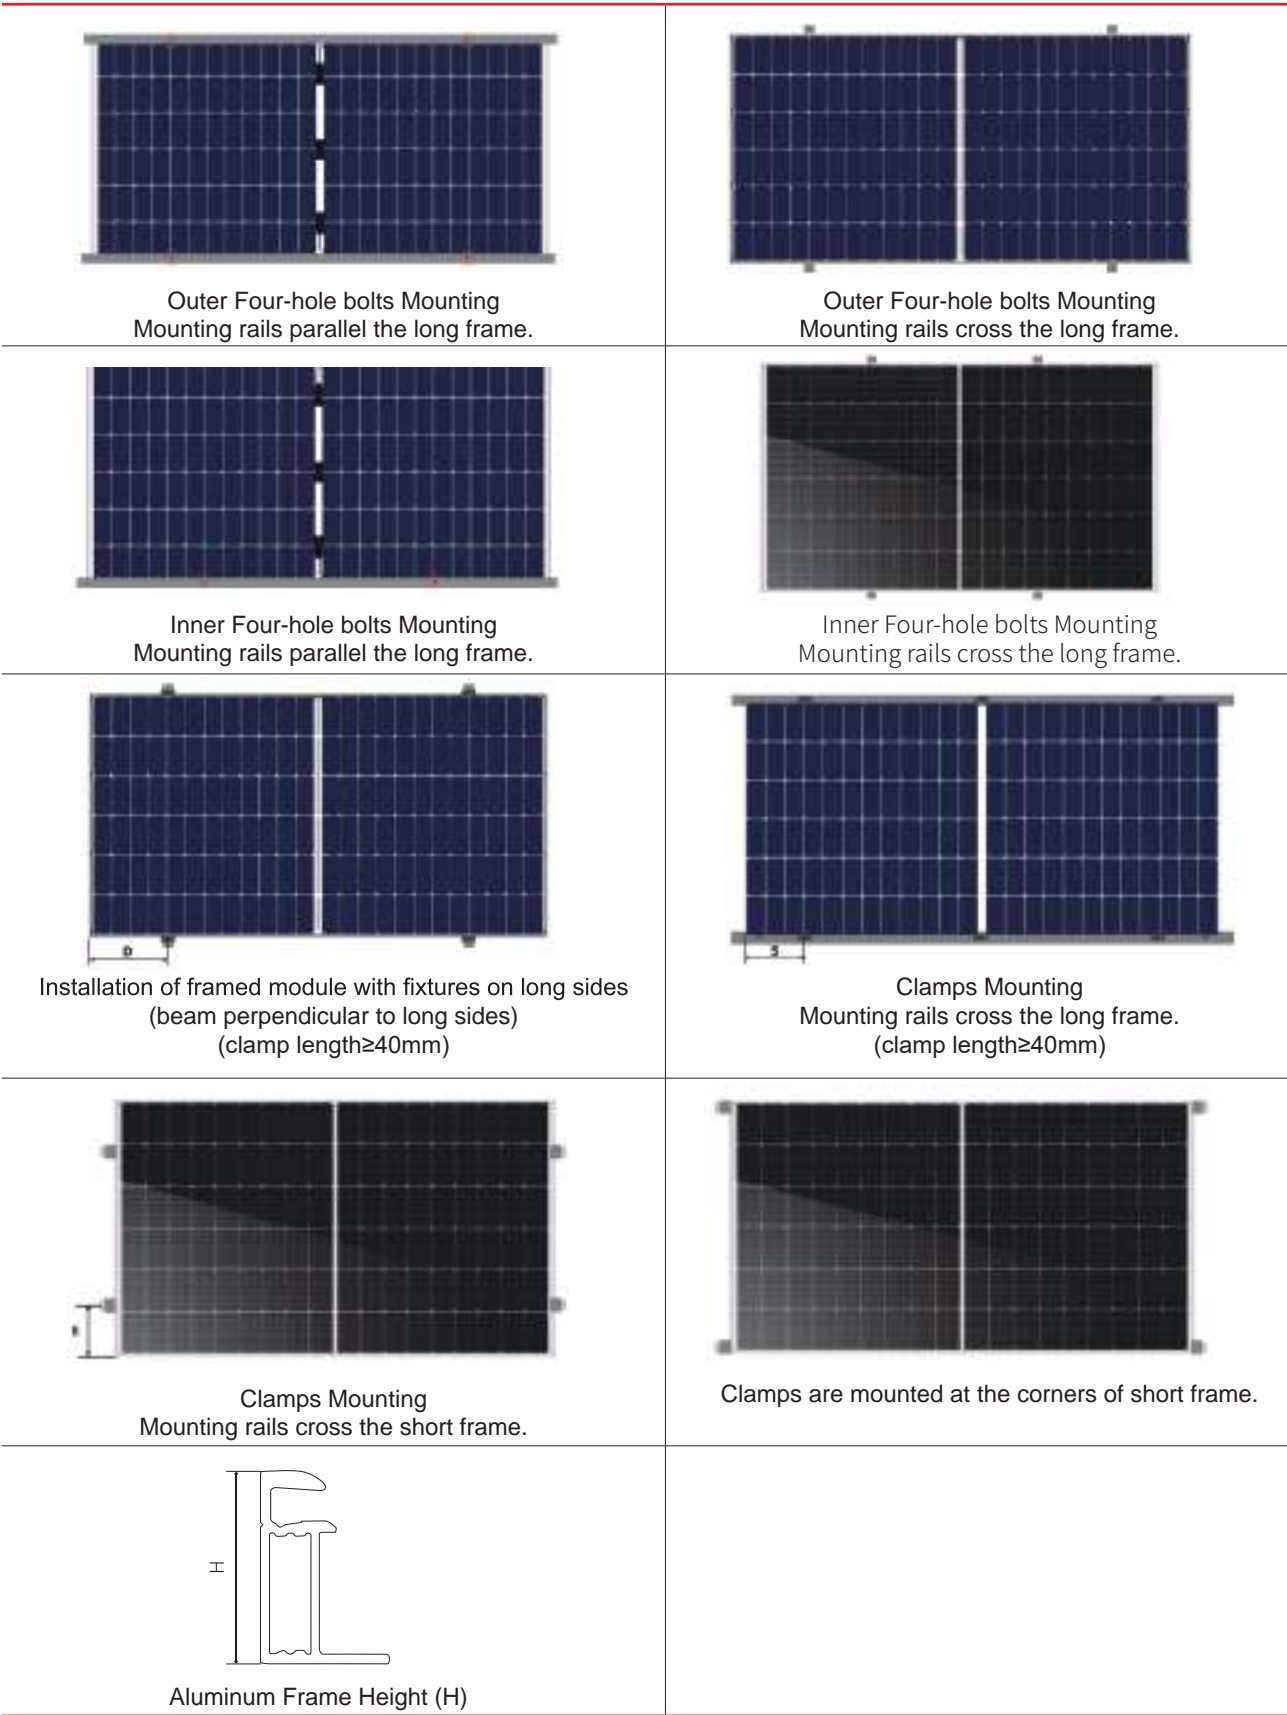 Outer Four-hole bolts Mounting
Mounting rails parallel the long frame.
Outer Four-hole bolts Mounting
Mounting rails cross the long frame.
Inner Four-hole bolts Mounting
Mounting rails parallel the long frame.
Inner Four-hole bolts Mounting
Mounting rails cross the long frame.
D
Installation of framed module with fixtures on long sides
(beam perpendicular to long sides)
(clamp length≥40mm)
S
Clamps Mounting
Mounting rails cross the long frame.
(clamp length≥40mm)
Clamps Mounting
Mounting rails cross the short frame.
Clamps are mounted at the corners of short frame.
H
Aluminum Frame Height (H)